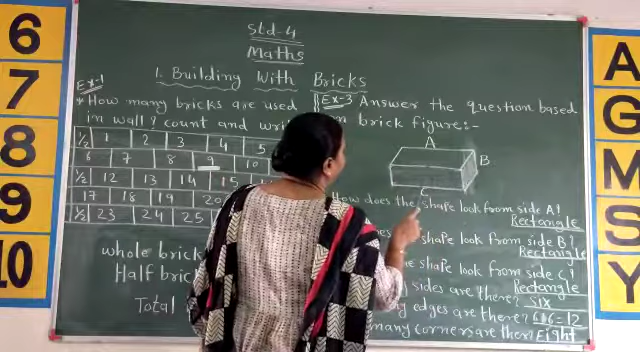 6
7
8
9
10
Std-4
Maths
1. Building With Bricks
Ex-1
* How many bricks are used
in wall? count and
1/2 1 2 3 4 5
6 7 8 9 10
1/2 12 13 14 15
17 18 19 20
1/2 23 24 25
whole brick
Half bric
Total
Ex-3 Answer the question based
on brick figure:-
A
B
C
How does the shape look from side A?
Rectangle
shape look from side B?
Rectangle
shape look from side C?
Rectangle
sides are there? Six
edges are there? 6+6=12
many corners are there Eight
A
G
M
S
Y